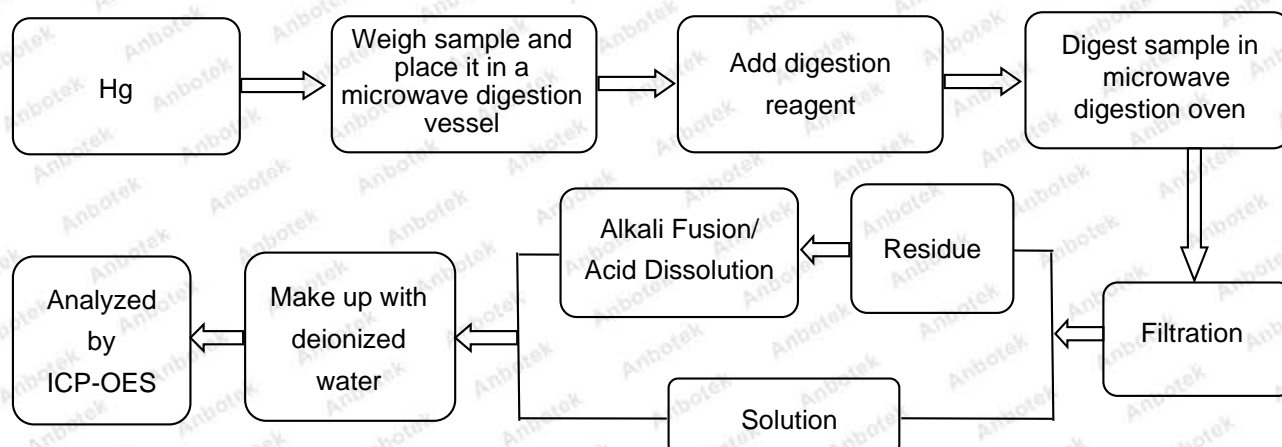 Hg
Weigh sample and
place it in a
microwave digestion
vessel
Add digestion
reagent
Digest sample in
microwave
digestion oven
Filtration
Residue
Alkali Fusion/
Acid Dissolution
Solution
Make up with
deionized
water
Analyzed
by
ICP-OES
Anbotek